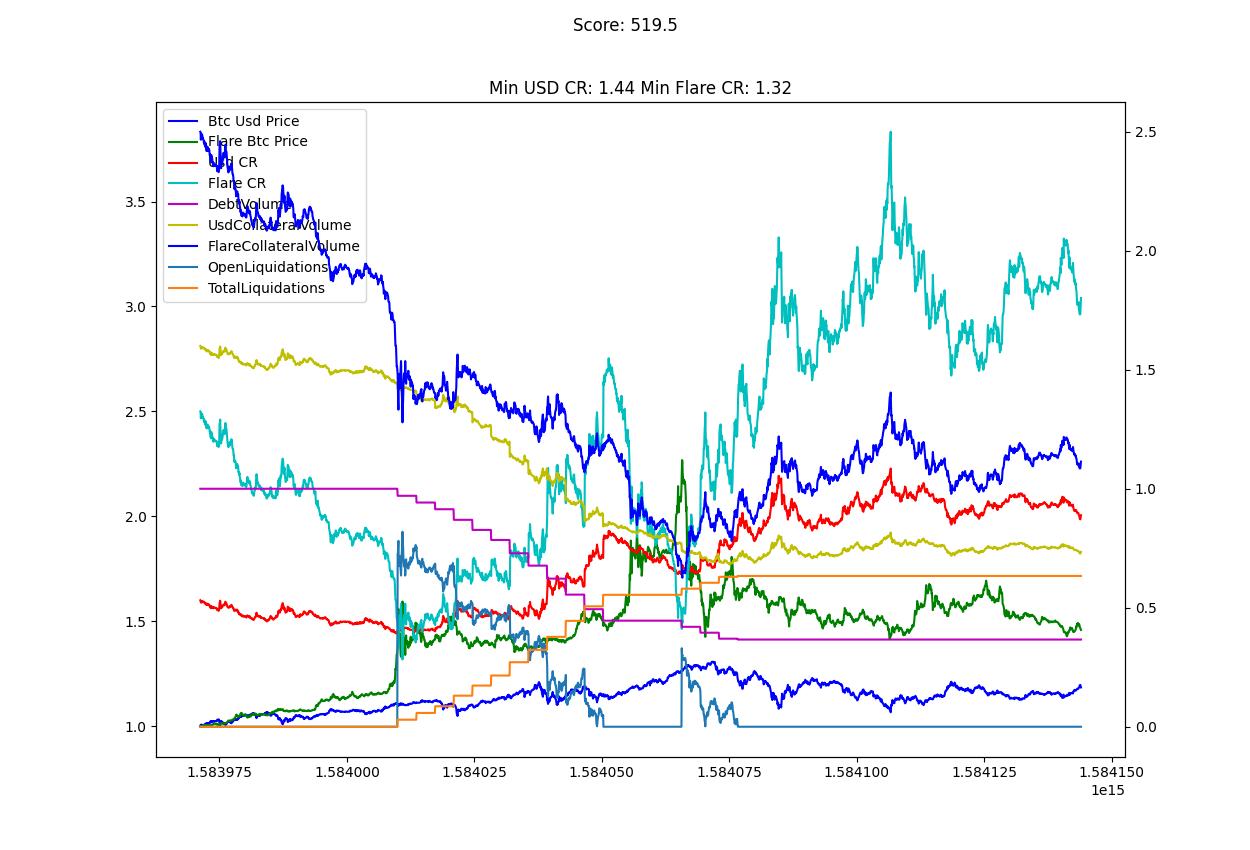 Score: 519.5
Min USD CR: 1.44 Min Flare CR: 1.32
Btc Usd Price
Flare Btc Price
Usd CR
Flare CR
DebtVolume
UsdCollateralVolume
FlareCollateralVolume
OpenLiquidations
TotalLiquidations
3.5
3.0
2.5
2.0
1.5
1.0
2.5
2.0
1.5
1.0
0.5
0.0
1.583975 1.584000 1.584025 1.584050 1.584075 1.584100 1.584125 1.584150
1e15